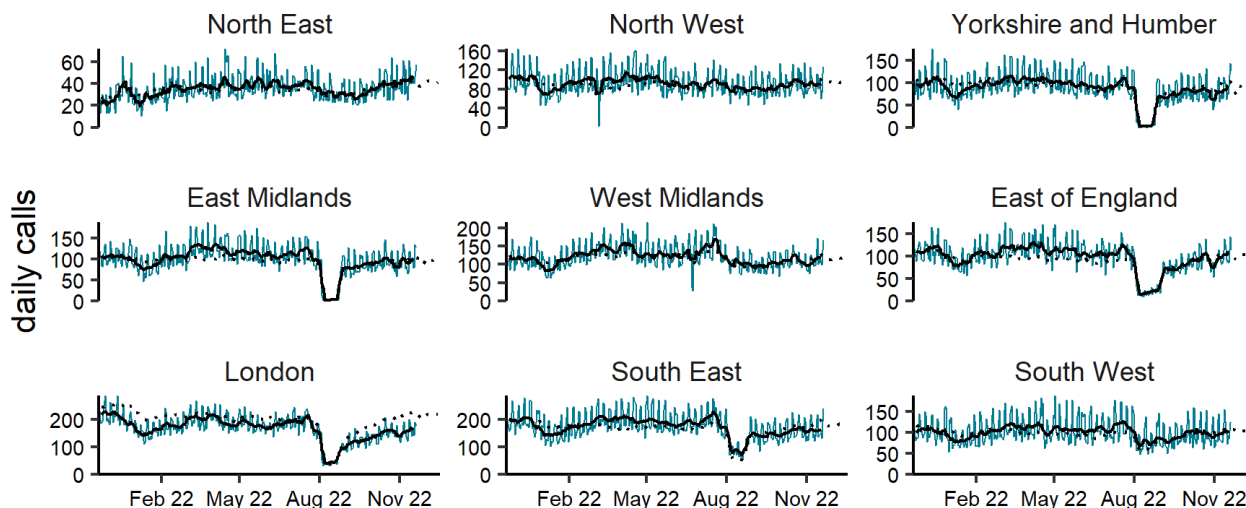 North East
North West
Yorkshire and Humber
60
40
20
0
160
120
80
40
0
150
100
50
0
daily calls
East Midlands
West Midlands
East of England
150
100
50
0
200
150
100
50
0
150
100
50
0
London
South East
South West
200
100
0
200
100
0
150
100
50
0
Feb 22 May 22 Aug 22 Nov 22
Feb 22 May 22 Aug 22 Nov 22
Feb 22 May 22 Aug 22 Nov 22